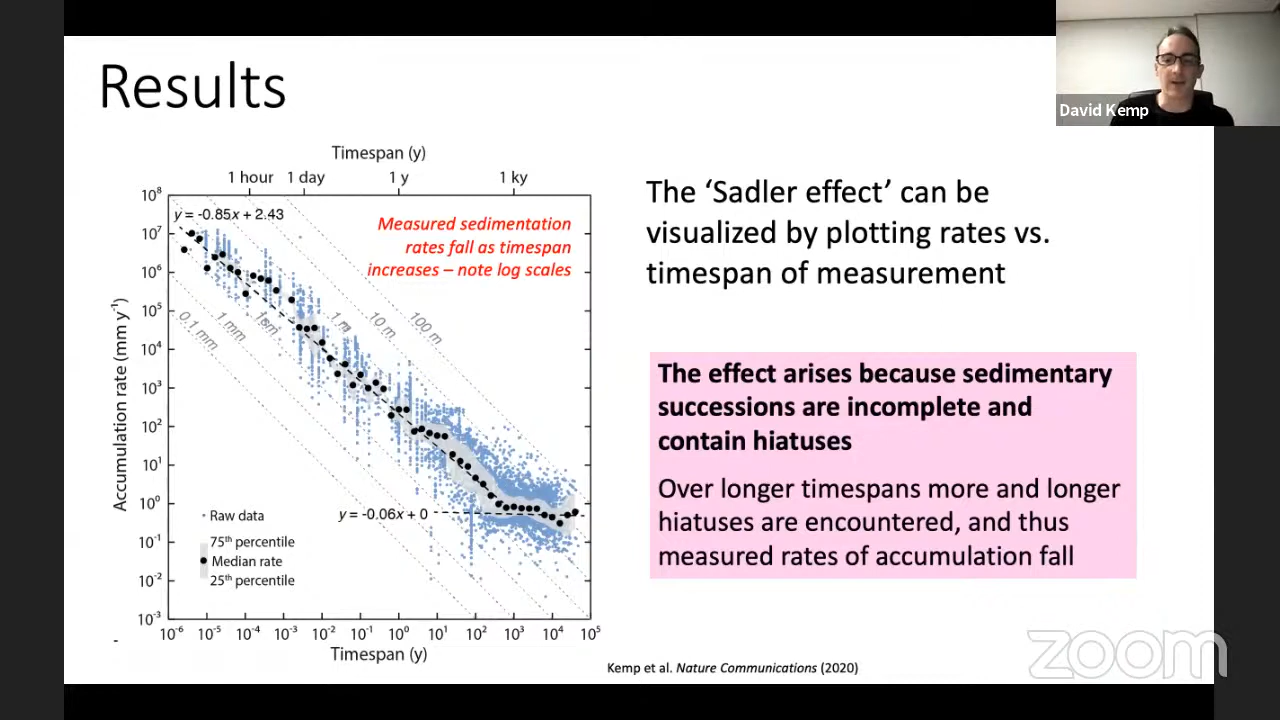 Results
David Kemp
Timespan (y)
1 hour 1 day 1 y 1 ky
10⁸
10⁷
10⁶
10⁵
10⁴
10³
10²
10¹
10⁰
10⁻¹
10⁻²
10⁻³
Accumulation rate (mm y⁻¹)
y = -0.85x + 2.43
Measured sedimentation
rates fall as timespan
increases – note log scales
0.1 mm 1 mm 1cm 1 m 10 m 100 m
y = -0.06x + 0
Raw data
75th percentile
Median rate
25th percentile
10⁻⁶ 10⁻⁵ 10⁻⁴ 10⁻³ 10⁻² 10⁻¹ 10⁰ 10¹ 10² 10³ 10⁴ 10⁵
Timespan (y)
The ‘Sadler effect’ can be
visualized by plotting rates vs.
timespan of measurement
The effect arises because sedimentary
successions are incomplete and
contain hiatuses
Over longer timespans more and longer
hiatuses are encountered, and thus
measured rates of accumulation fall
Kemp et al. Nature Communications (2020)
zoom